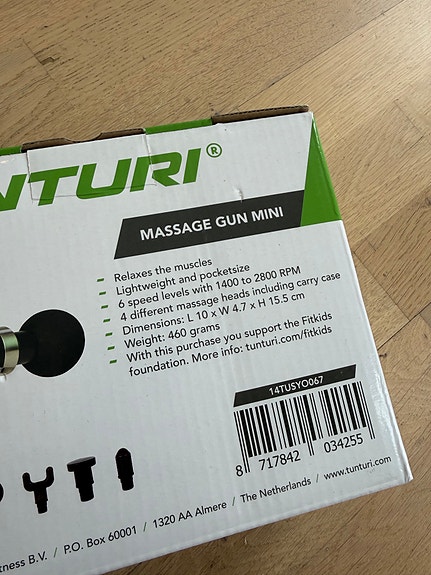 NTURI®
MASSAGE GUN MINI
- Relaxes the muscles
- Lightweight and pocketsize
- 6 speed levels with 1400 to 2800 RPM
- 4 different massage heads including carry case
- Dimensions: L 10 x W 4.7 x H 15.5 cm
- Weight: 460 grams
- With this purchase you support the Fitkids
foundation. More info: tunturi.com/fitkids
14TUSYO067
8 717842 034255
tness B.V. / P.O. Box 60001 / 1320 AA Almere / The Netherlands / www.tunturi.com